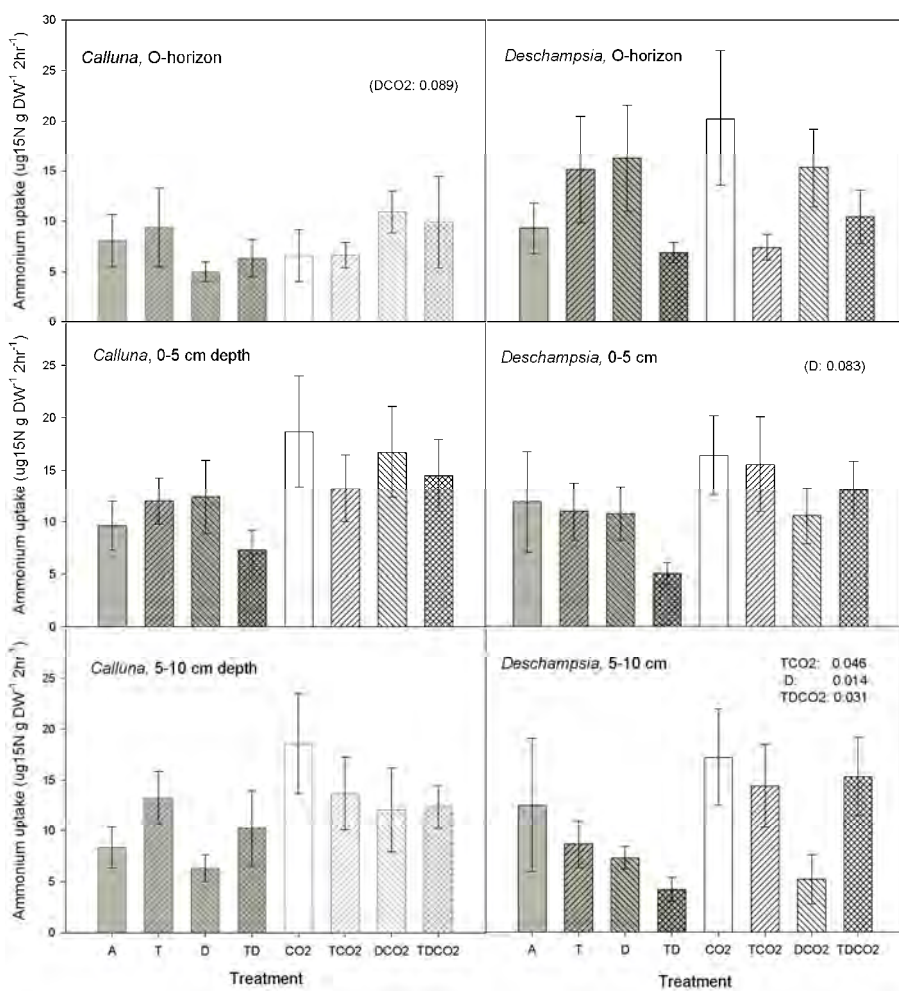 Calluna, O-horizon
(DCO2: 0.089)
Ammonium uptake (ug15N g DW-1 2hr-1)
30
25
20
15
10
5
0
Deschampsia, O-horizon
Calluna, 0-5 cm depth
Ammonium uptake (ug15N g DW-1 2hr-1)
25
20
15
10
5
0
Deschampsia, 0-5 cm
(D: 0.083)
Calluna, 5-10 cm depth
Ammonium uptake (ug15N g DW-1 2hr-1)
25
20
15
10
5
0
A T D TD CO2 TCO2 DCO2 TDCO2
Treatment
Deschampsia, 5-10 cm
TCO2: 0.046
D: 0.014
TDCO2: 0.031
A T D TD CO2 TCO2 DCO2 TDCO2
Treatment